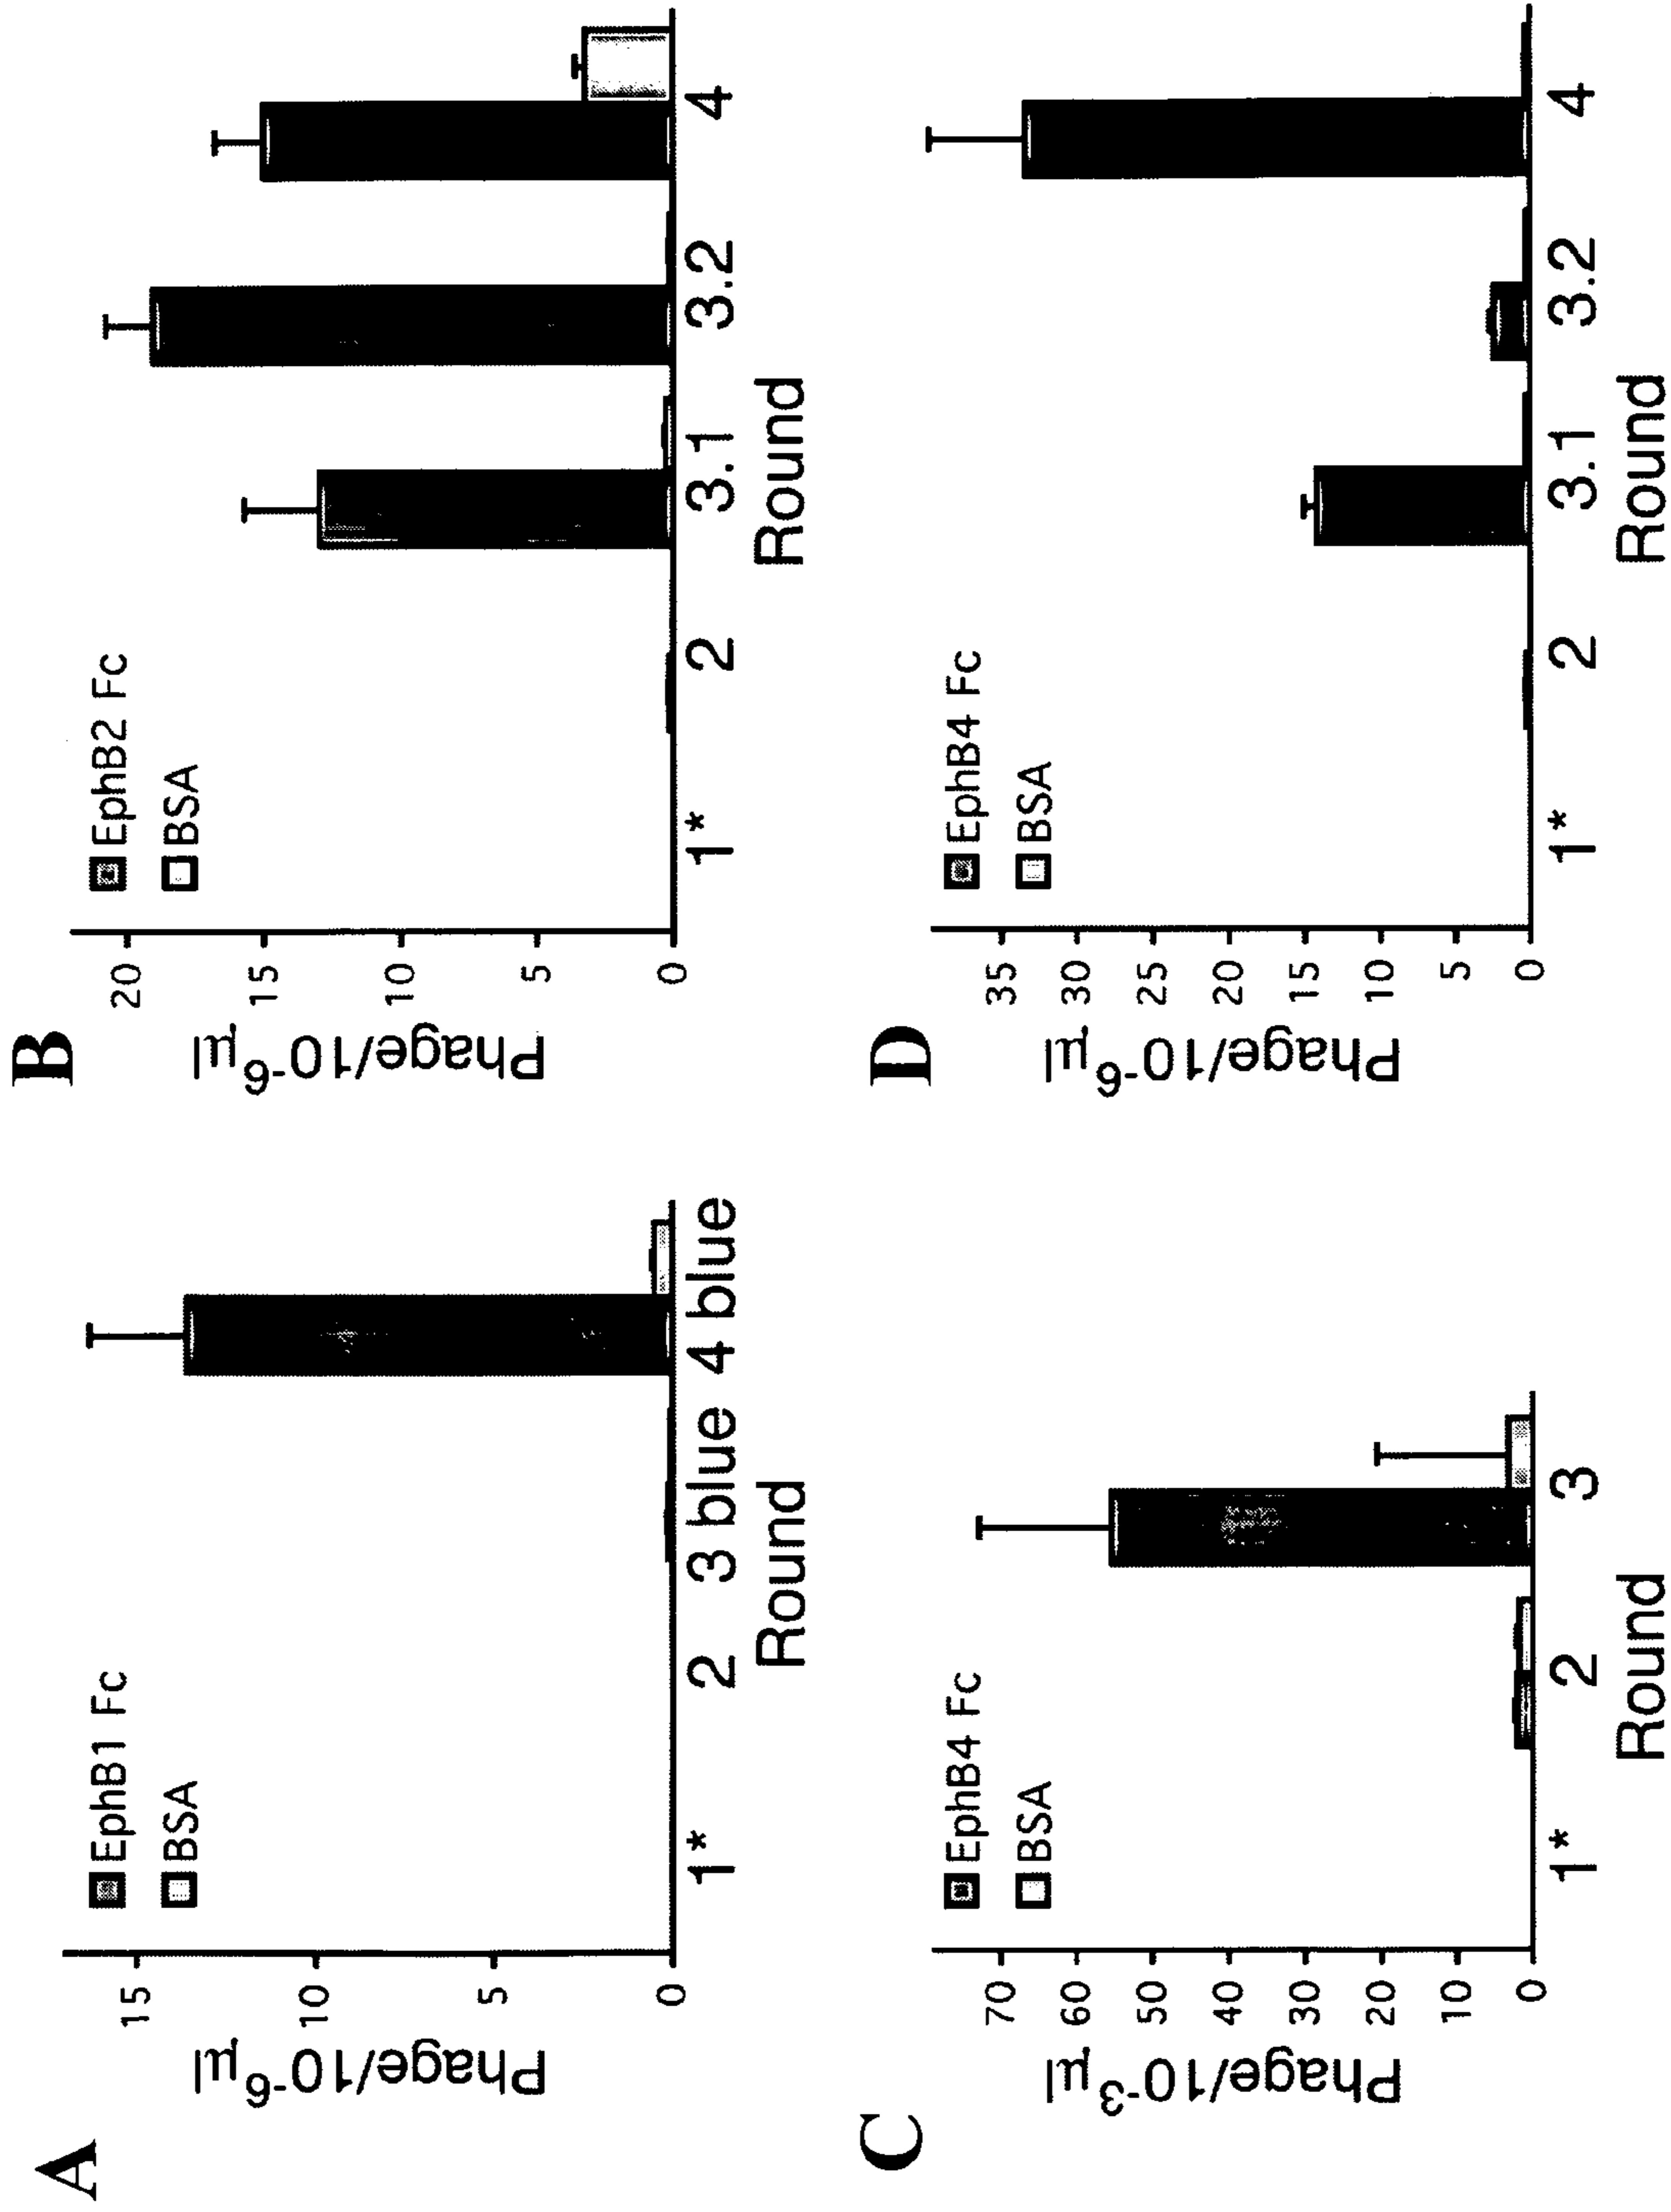 A
Phage/10⁻⁶µl
15
10
5
0
EphB1 Fc
BSA
1* 2 3 blue 4 blue
Round
B
Phage/10⁻⁶µl
20
15
10
5
0
EphB2 Fc
BSA
1* 2 3.1 3.2 4
Round
C
Phage/10⁻³µl
70
60
50
40
30
20
10
0
EphB4 Fc
BSA
1* 2 3
Round
D
Phage/10⁻⁶µl
35
30
25
20
15
10
5
0
EphB4 Fc
BSA
1* 2 3.1 3.2 4
Round